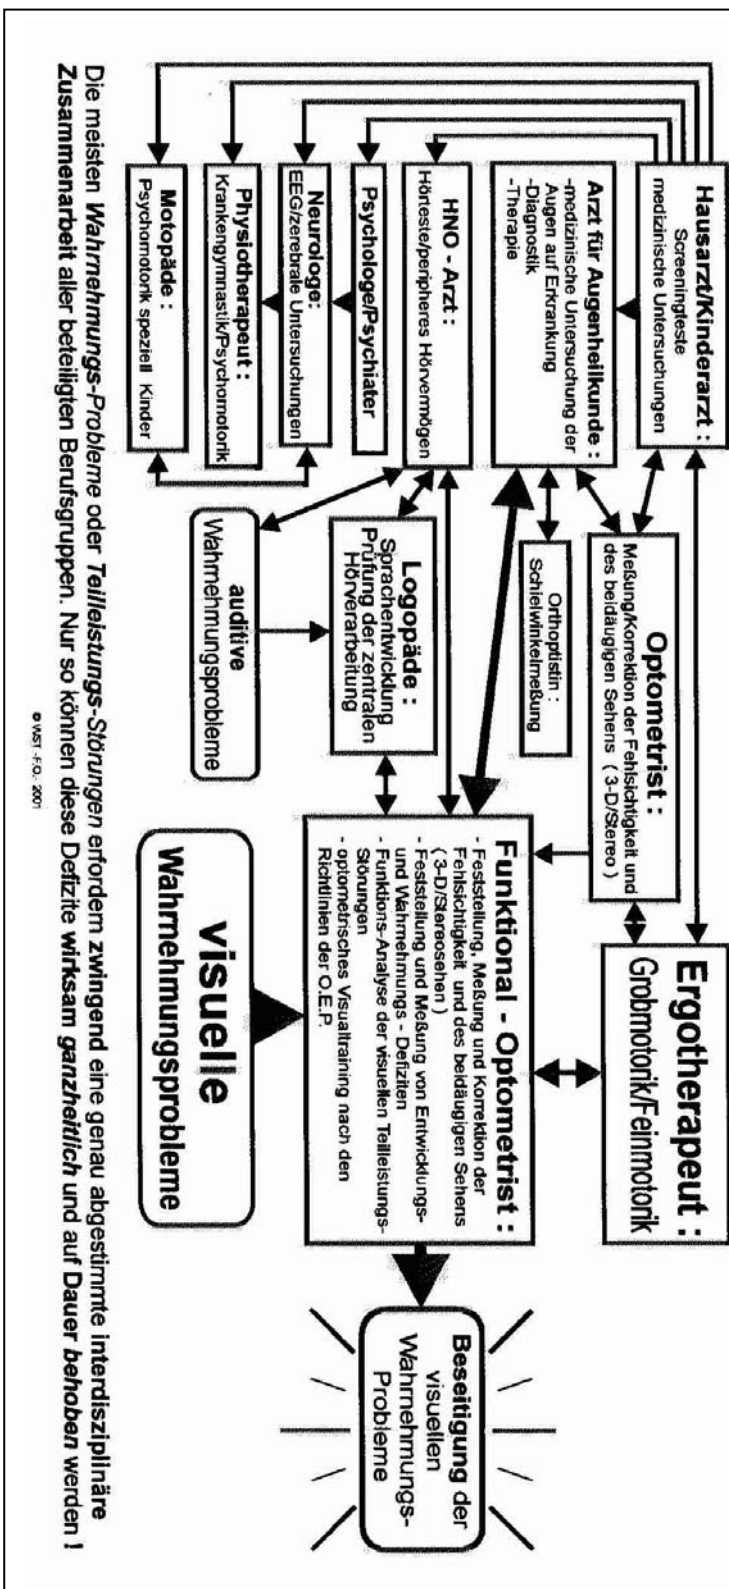 Hausarzt/Kinderarzt :
Screeningteste
medizinische Untersuchungen
Arzt für Augenheilkunde :
-medizinische Untersuchung der
Augen auf Erkrankung
-Diagnostik
-Therapie
HNO - Arzt :
Hörteste/peripheres Hörvermögen
Psychologe/Psychiater
Neurologe:
EEG/zerebrale Untersuchungen
Physiotherapeut :
Krankengymnastik/Psychomotorik
Motopäde :
Psychomotorik speziell Kinder
Optometrist :
Meßung/Korrektion der Fehlsichtigkeit und
des beidäugigen Sehens ( 3-D/Stereo )
Orthoptistin :
Schielwinkelmeßung
Logopäde :
Sprachentwicklung
Prüfung der zentralen
Hörverarbeitung
auditive
Wahrnehmungsprobleme
Ergotherapeut :
Grobmotorik/Feinmotorik
Funktional - Optometrist :
- Feststellung, Meßung und Korrektion der
Fehlsichtigkeit und des beidäugigen Sehens
( 3-D/Stereosehen )
- Feststellung und Meßung von Entwicklungs-
und Wahrnehmungs - Defiziten
- Funktions-Analyse der visuellen Teilleistungs-
Störungen
- optometrisches Visualtraining nach den
Richtlinien der O.E.P.
visuelle
Wahrnehmungsprobleme
Beseitigung der
visuellen
Wahrnehmungs-
Probleme
Die meisten Wahrnehmungs-Probleme oder Teilleistungs-Störungen erfordern zwingend eine genau abgestimmte interdisziplinäre
Zusammenarbeit aller beteiligten Berufsgruppen. Nur so können diese Defizite wirksam ganzheitlich und auf Dauer behoben werden !
© WST -F.O.- 2001